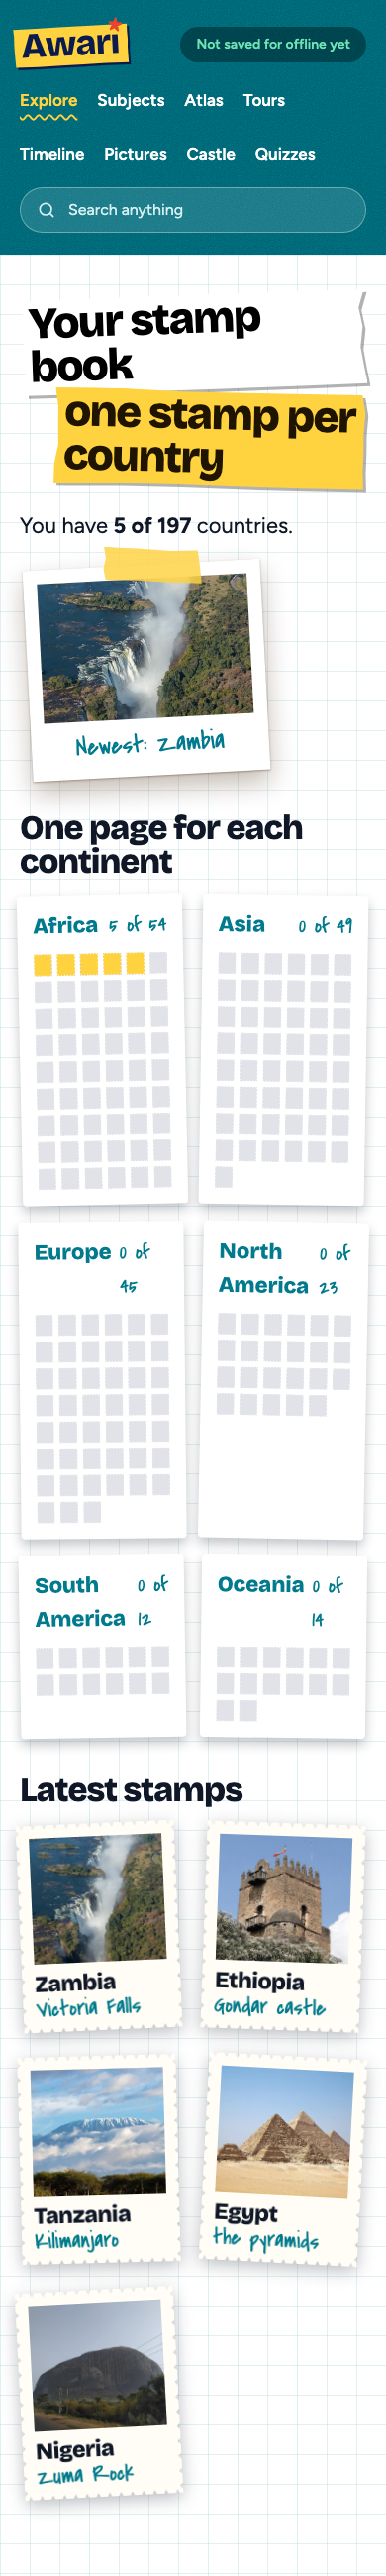 Awari
Not saved for offline yet
Explore Subjects Atlas Tours
Timeline Pictures Castle Quizzes
Search anything
Your stamp
book
one stamp per
country
You have 5 of 197 countries.
Newest: Zambia
One page for each
continent
Africa 5 of 54
Asia 0 of 49
Europe 0 of
45
North 0 of
America 23
South 0 of
America 12
Oceania 0 of
14
Latest stamps
Zambia
Victoria Falls
Ethiopia
Gondar castle
Tanzania
Kilimanjaro
Egypt
the pyramids
Nigeria
Zuma Rock